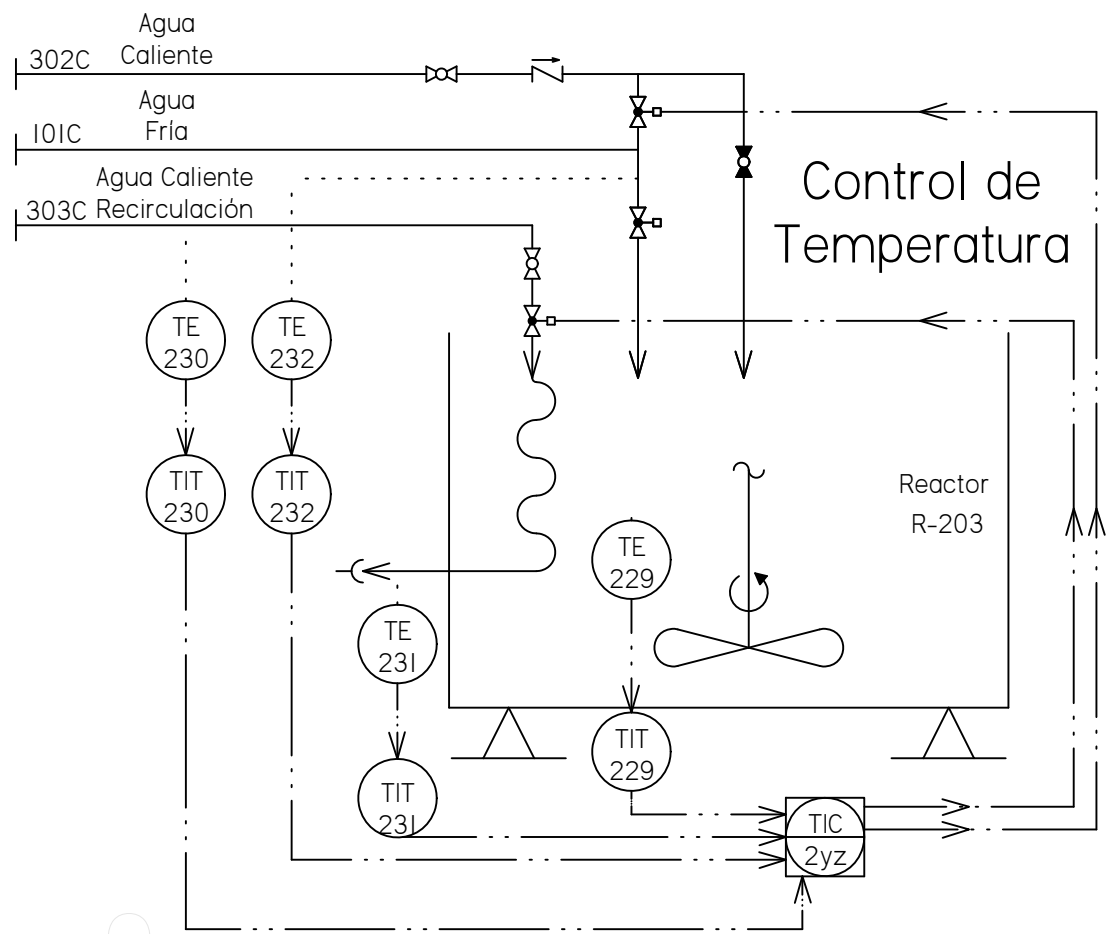 Agua
Caliente
302C
Agua
Fría
101C
Agua Caliente
303C Recirculación
Control de
Temperatura
TE
230
TE
232
TIT
230
TIT
232
Reactor
R-203
TE
229
TE
231
TIT
229
TIT
231
TIC
2yz